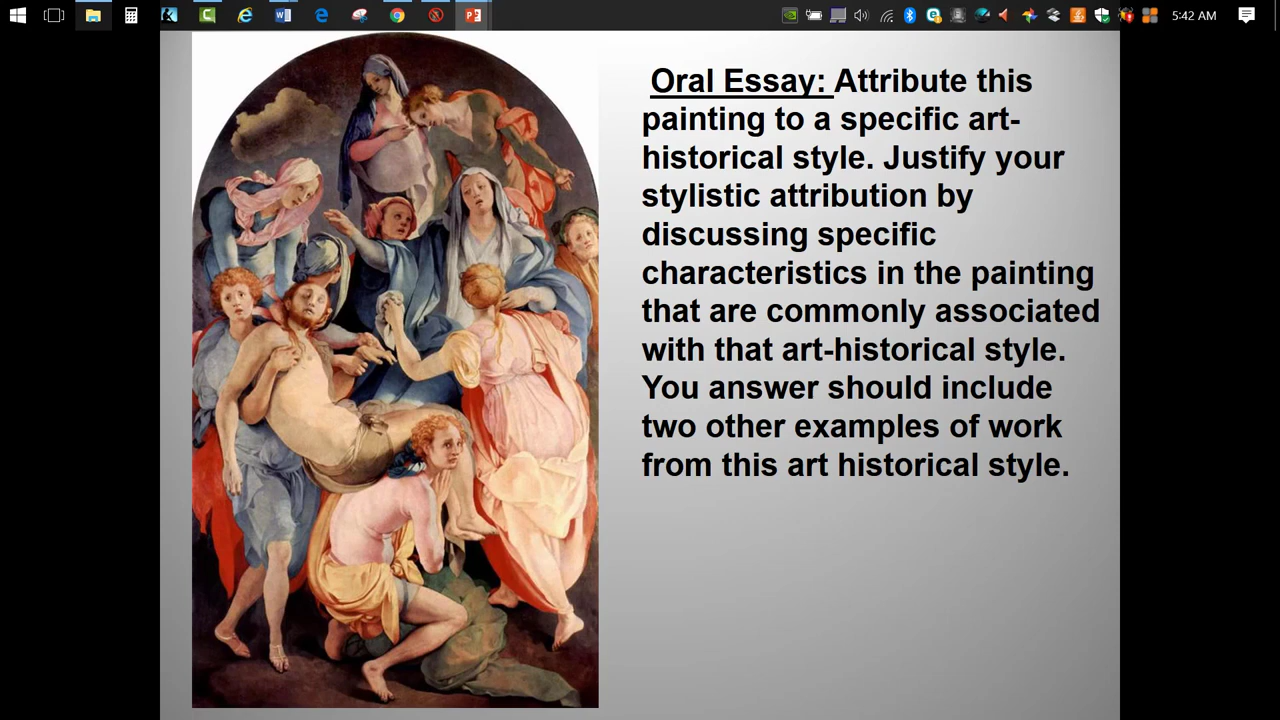 5:42 AM
Oral Essay: Attribute this
painting to a specific art-
historical style. Justify your
stylistic attribution by
discussing specific
characteristics in the painting
that are commonly associated
with that art-historical style.
You answer should include
two other examples of work
from this art historical style.